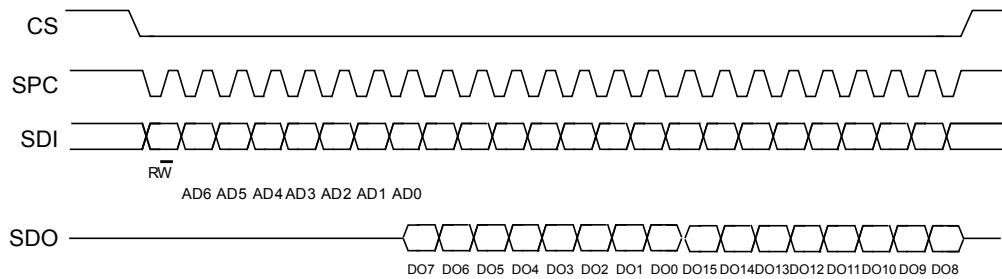 CS
SPC
SDI
RW̅
AD6 AD5 AD4 AD3 AD2 AD1 AD0
SDO
DO7 DO6 DO5 DO4 DO3 DO2 DO1 DO0 DO15 DO14 DO13 DO12 DO11 DO10 DO9 DO8